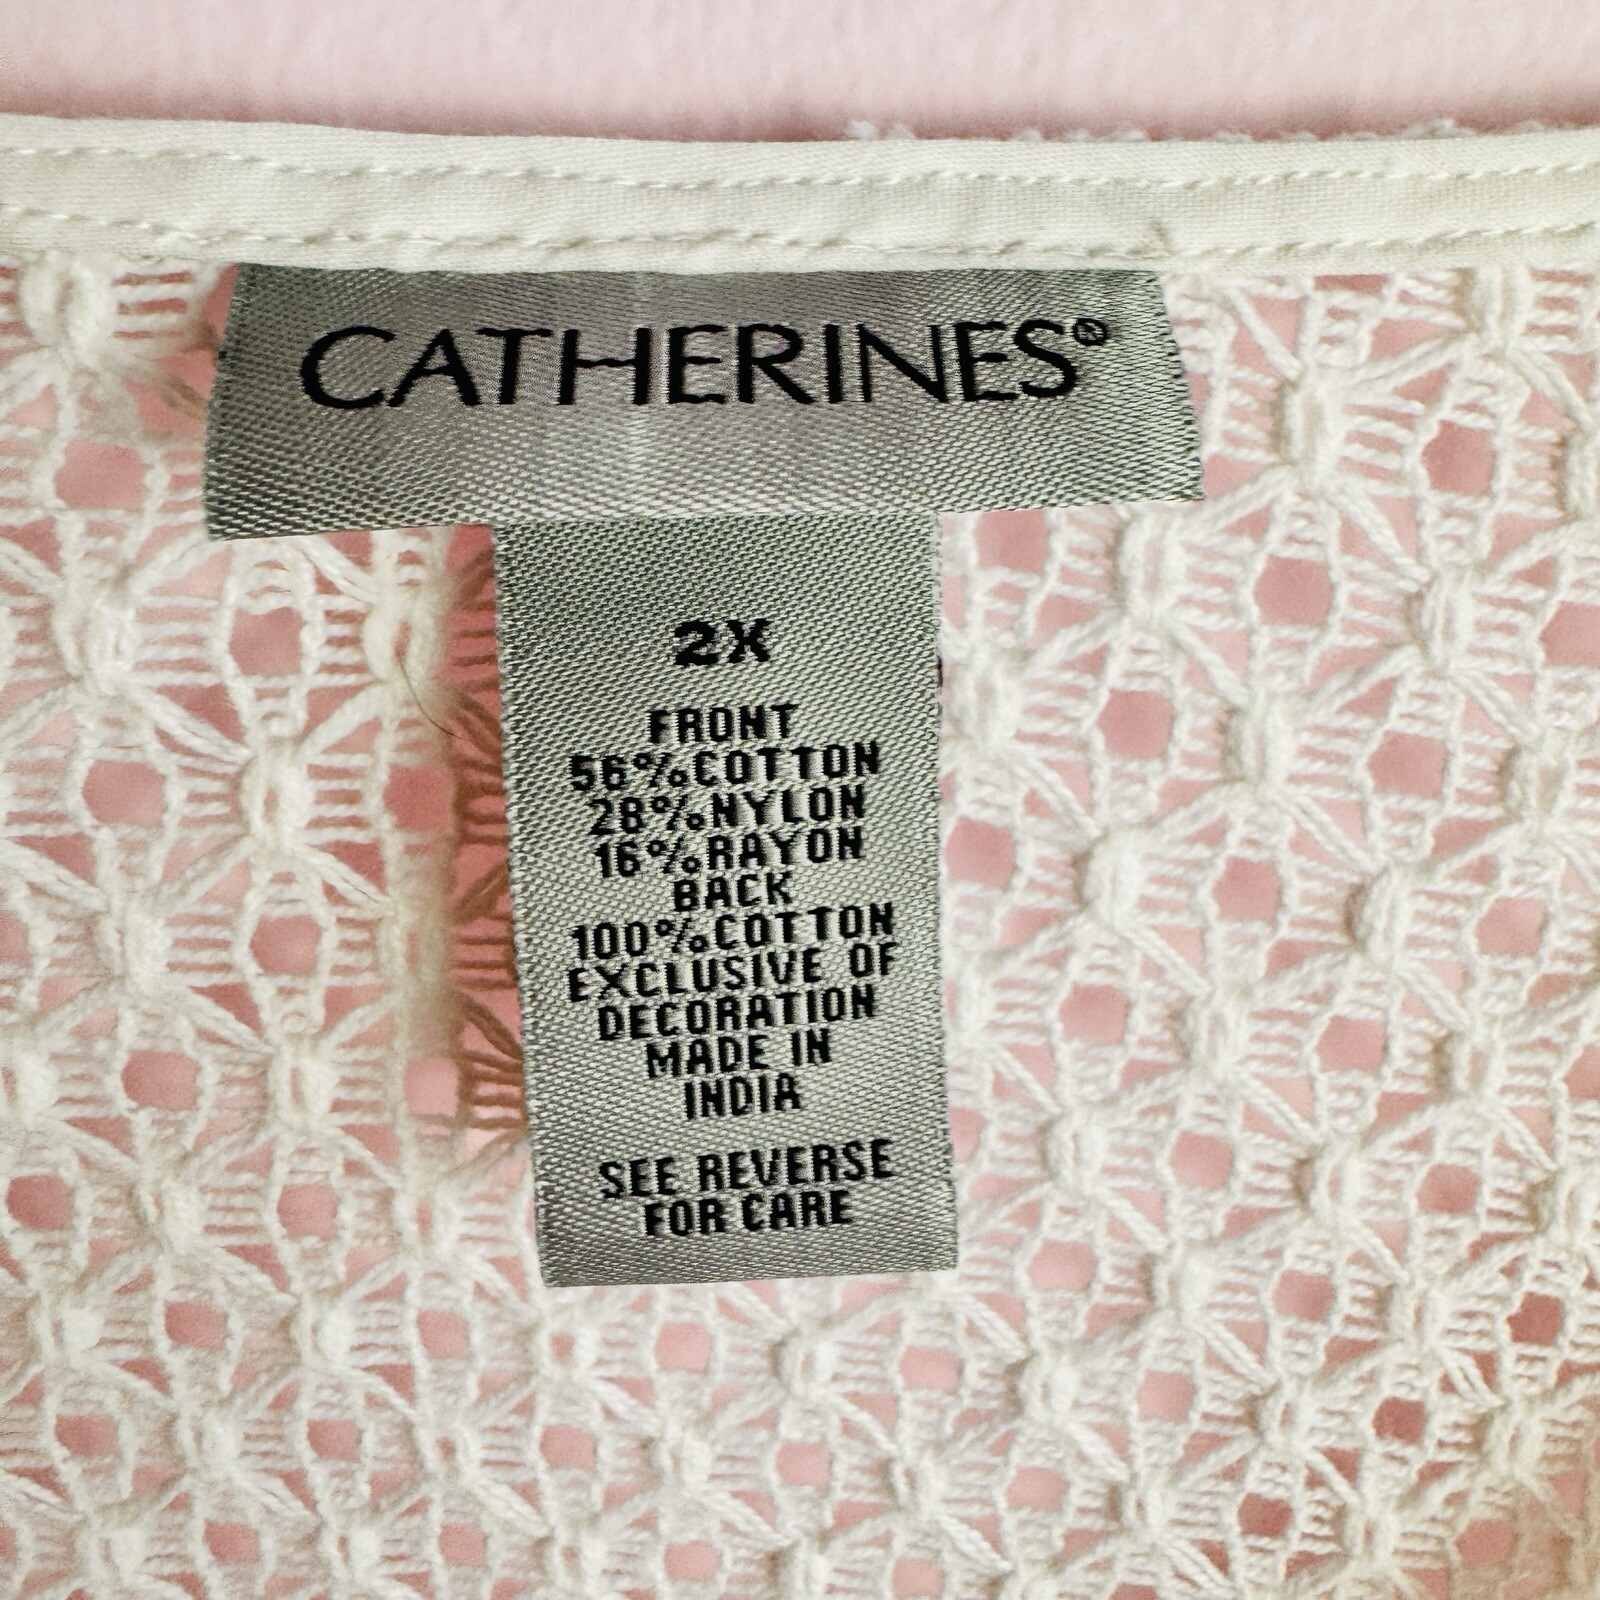 CATHERINES®
2X
FRONT
56%COTTON
28%NYLON
16%RAYON
BACK
100%COTTON
EXCLUSIVE OF
DECORATION
MADE IN
INDIA
SEE REVERSE
FOR CARE